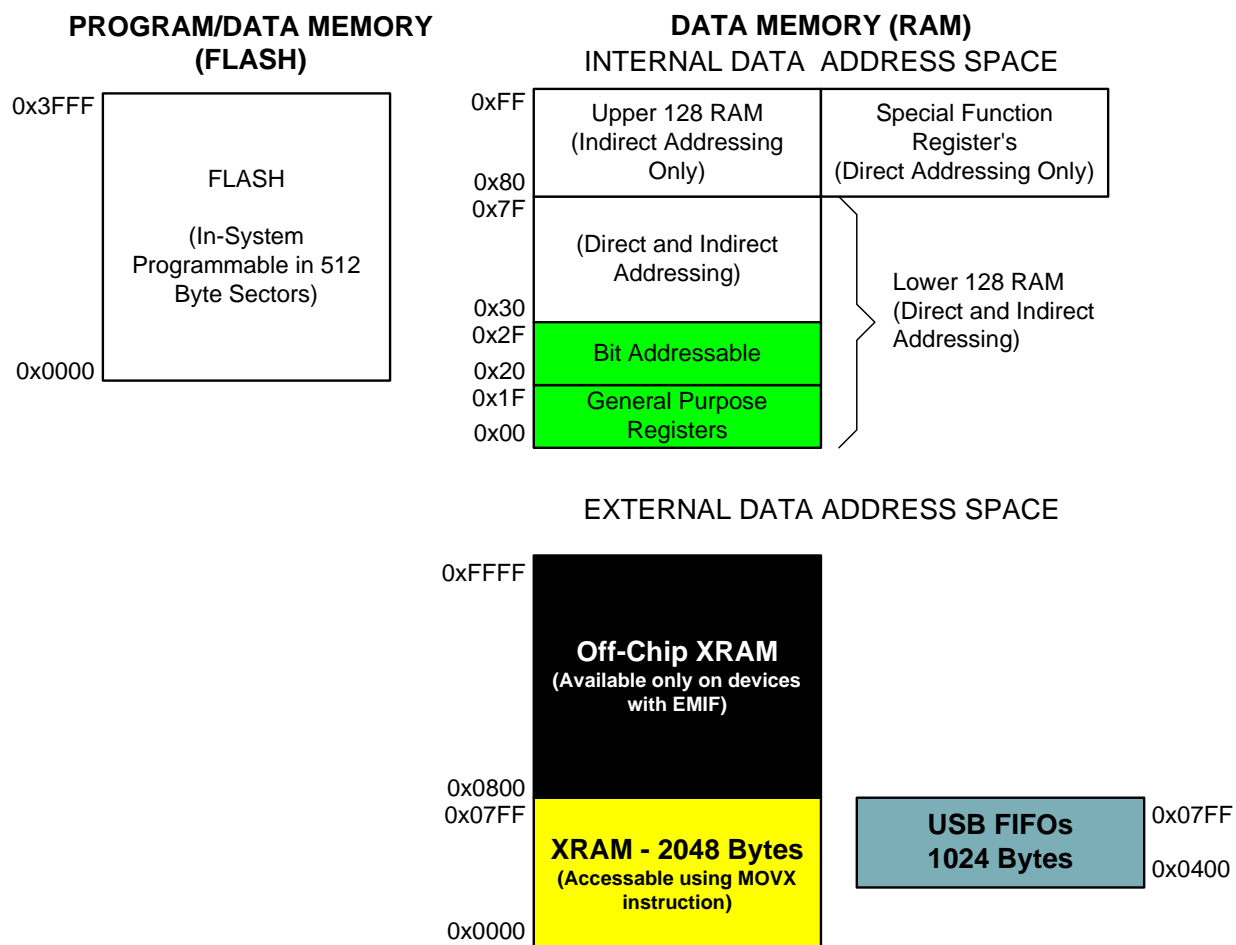 PROGRAM/DATA MEMORY
(FLASH)
0x3FFF
FLASH
(In-System
Programmable in 512
Byte Sectors)
0x0000
DATA MEMORY (RAM)
INTERNAL DATA ADDRESS SPACE
0xFF
Upper 128 RAM
(Indirect Addressing
Only)
Special Function
Register's
(Direct Addressing Only)
0x80
0x7F
(Direct and Indirect
Addressing)
0x30
Lower 128 RAM
(Direct and Indirect
Addressing)
0x2F
Bit Addressable
0x20
0x1F
General Purpose
Registers
0x00
EXTERNAL DATA ADDRESS SPACE
0xFFFF
Off-Chip XRAM
(Available only on devices
with EMIF)
0x0800
0x07FF
XRAM - 2048 Bytes
(Accessable using MOVX
instruction)
0x0000
USB FIFOs
1024 Bytes
0x07FF
0x0400